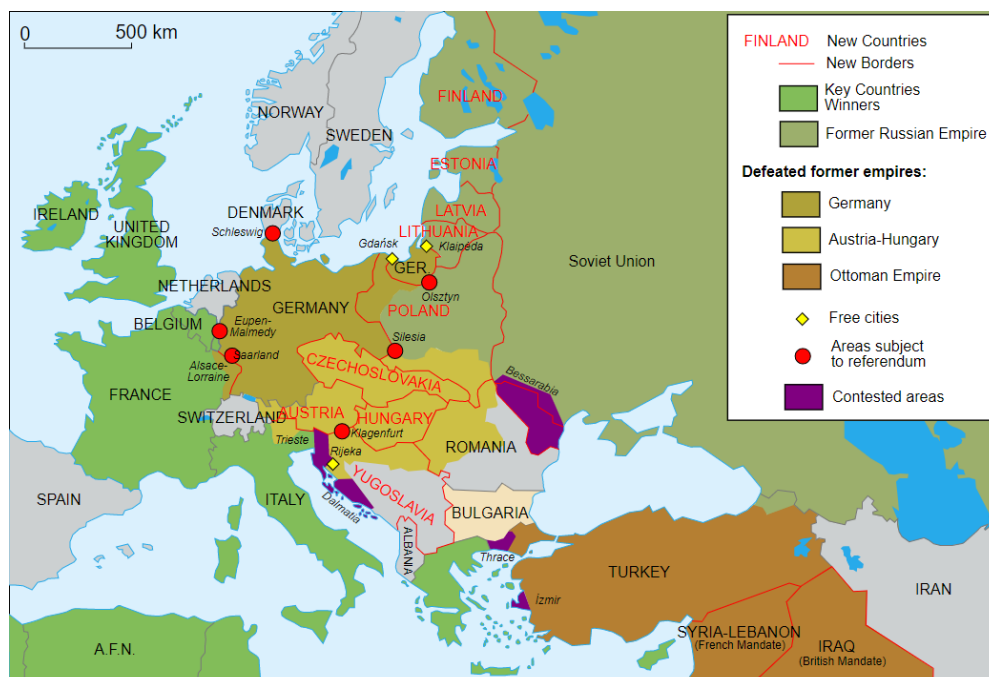 0
500 km
FINLAND
New Countries
New Borders
Key Countries
Winners
Former Russian Empire
Defeated former empires:
Germany
Austria-Hungary
Ottoman Empire
Free cities
Areas subject
to referendum
Contested areas
FINLAND
NORWAY
SWEDEN
ESTONIA
LATVIA
LITHUANIA
Klaipėda
DENMARK
Schleswig
IRELAND
UNITED
KINGDOM
Gdańsk
GER.
Olsztyn
Soviet Union
NETHERLANDS
GERMANY
POLAND
BELGIUM
Eupen-
Malmedy
Silesia
Saarland
Alsace-
Lorraine
CZECHOSLOVAKIA
Bessarabia
FRANCE
SWITZERLAND
AUSTRIA
HUNGARY
Klagenfurt
Trieste
Rijeka
ROMANIA
SPAIN
ITALY
YUGOSLAVIA
Dalmatia
BULGARIA
ALBANIA
Thrace
TURKEY
İzmir
IRAN
SYRIA-LEBANON
(French Mandate)
IRAQ
(British Mandate)
A.F.N.